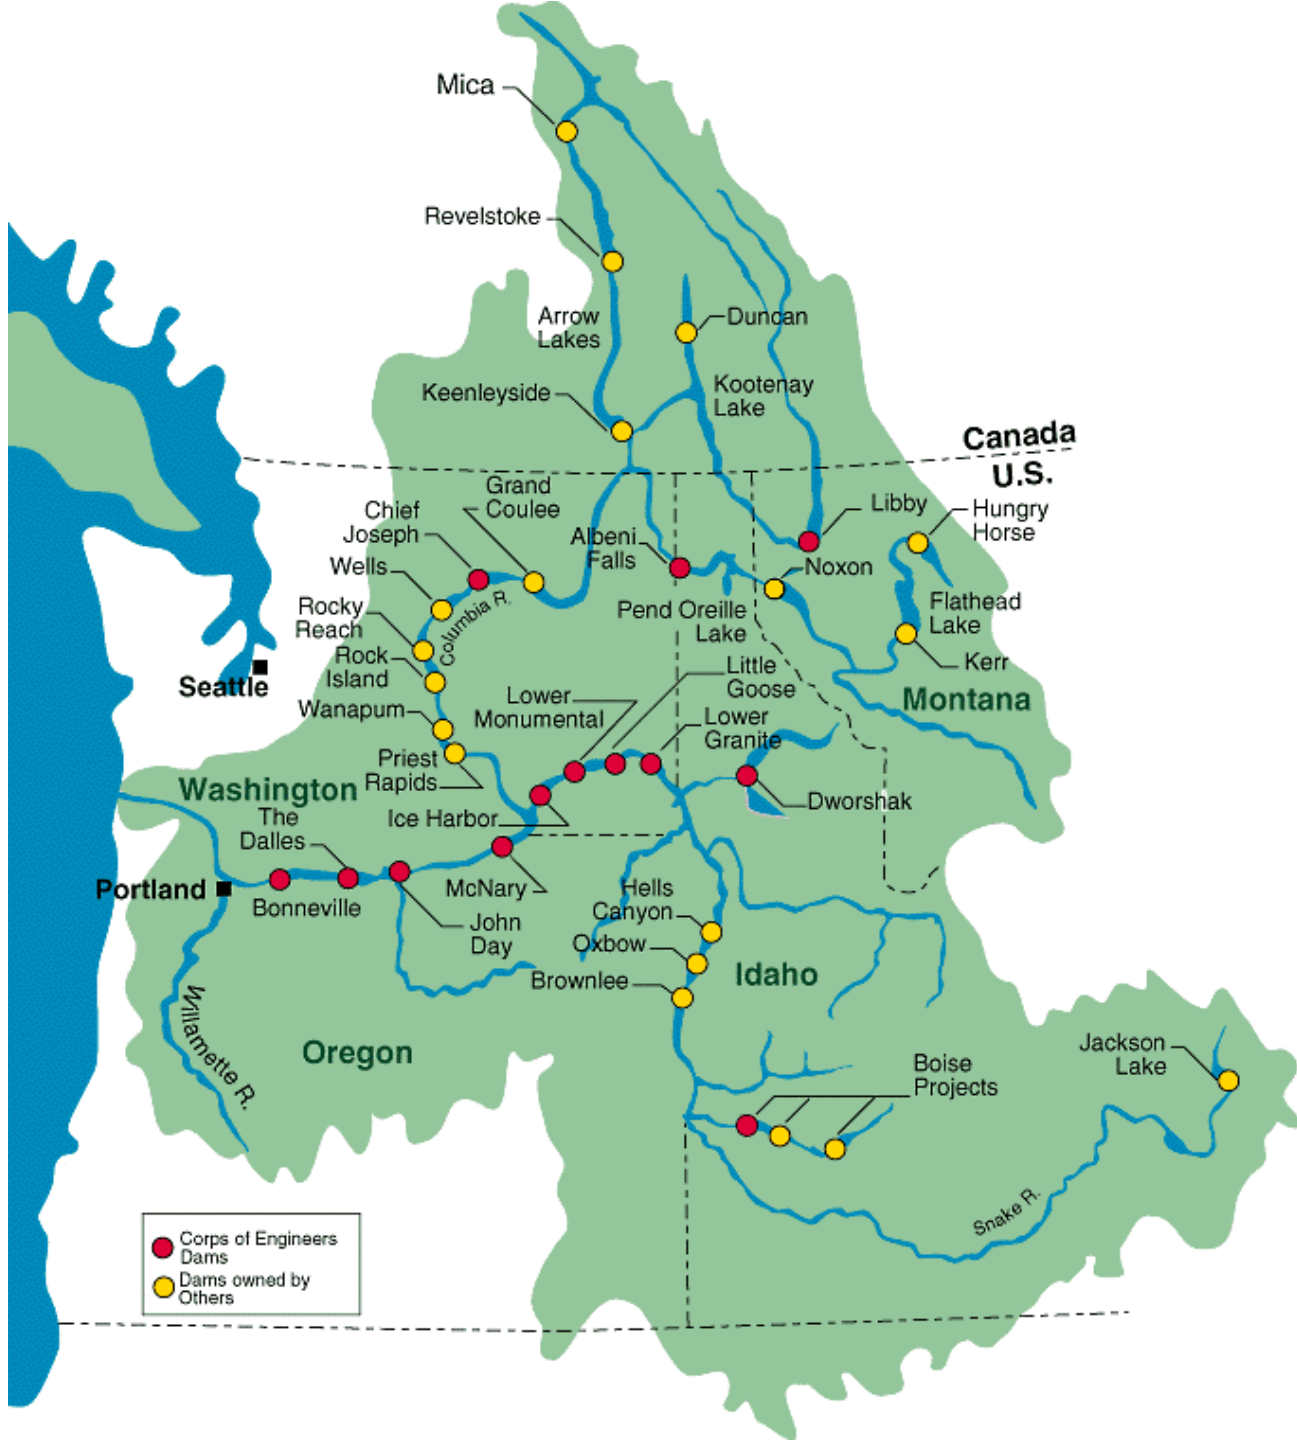 Mica
Revelstoke
Arrow
Lakes
Duncan
Keenleyside
Kootenay
Lake
Canada
U.S.
Grand
Coulee
Chief
Joseph
Libby
Hungry
Horse
Albeni
Falls
Wells
Noxon
Columbia R.
Rocky
Reach
Pend Oreille
Lake
Flathead
Lake
Rock
Island
Kerr
Seattle
Little
Goose
Lower
Monumental
Montana
Wanapum
Lower
Granite
Priest
Rapids
Washington
Dworshak
The
Dalles
Ice Harbor
Portland
McNary
Hells
Canyon
Bonneville
John
Day
Oxbow
Brownlee
Idaho
Willamette R.
Oregon
Jackson
Lake
Boise
Projects
Snake R.
Corps of Engineers
Dams
Dams owned by
Others